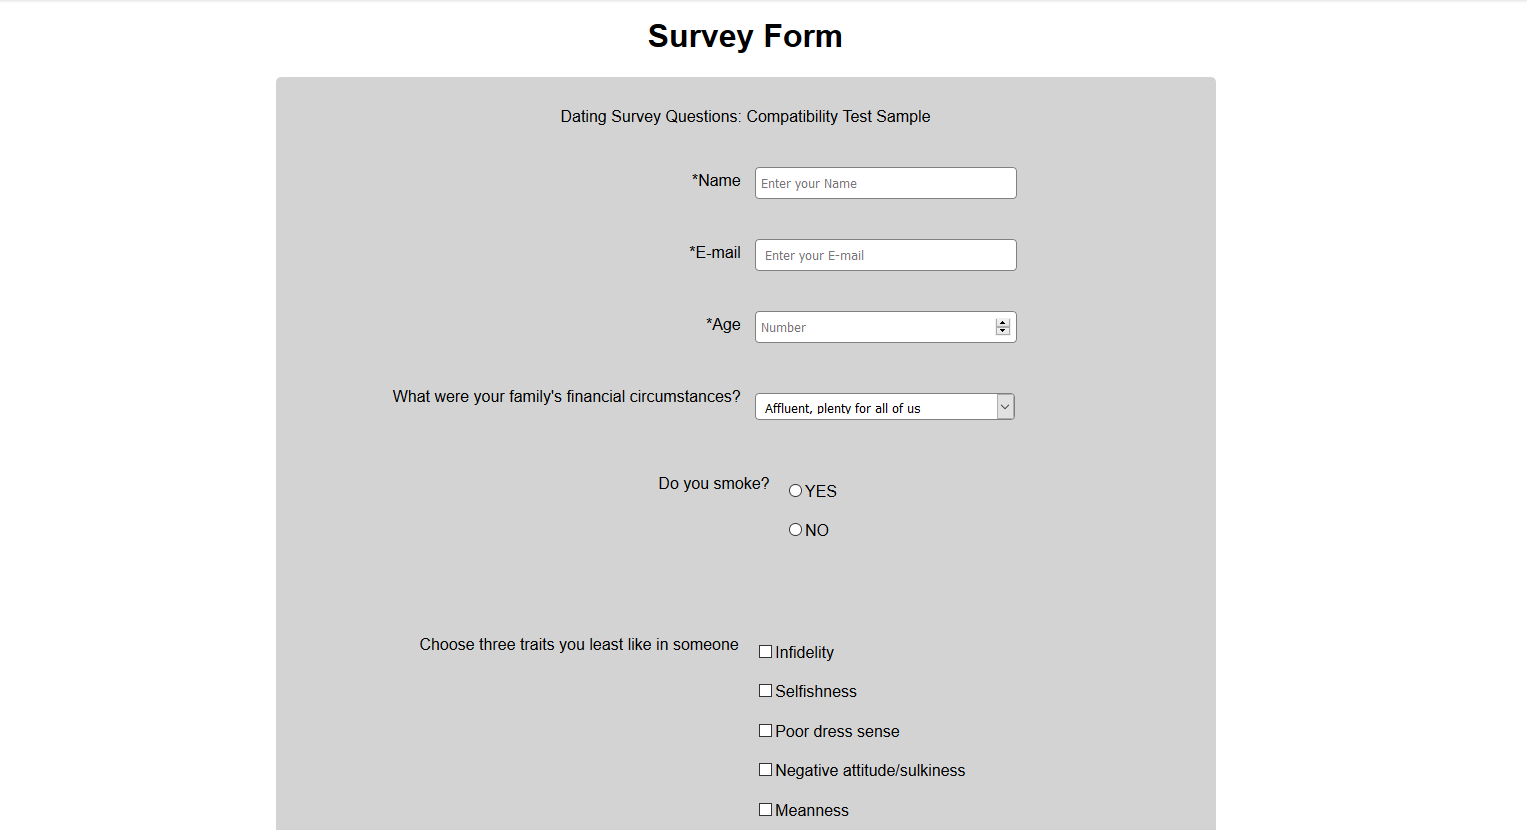 Survey Form
Dating Survey Questions: Compatibility Test Sample
*Name Enter your Name
*E-mail Enter your E-mail
*Age Number
What were your family's financial circumstances? Affluent, plenty for all of us
Do you smoke? YES
NO
Choose three traits you least like in someone Infidelity
Selfishness
Poor dress sense
Negative attitude/sulkiness
Meanness